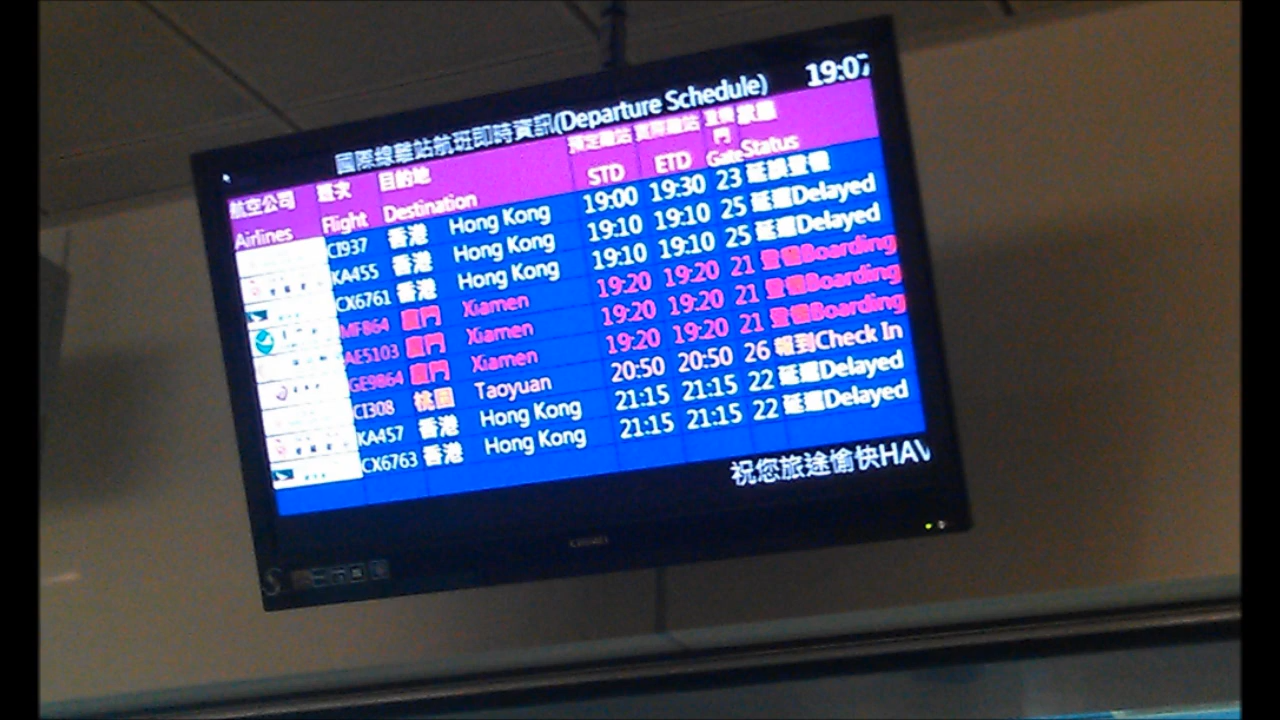 國際線離站航班即時資訊(Departure Schedule) 19:07
航空公司 班次 目的地 預定離站 實際離站 登機門 狀態
Airlines Flight Destination STD ETD Gate Status
CI937 香港 Hong Kong 19:00 19:30 23 延誤登機
KA455 香港 Hong Kong 19:10 19:10 25 延遲Delayed
CX6761 香港 Hong Kong 19:10 19:10 25 延遲Delayed
MF864 廈門 Xiamen 19:20 19:20 21 登機Boarding
AE5103 廈門 Xiamen 19:20 19:20 21 登機Boarding
GE9864 廈門 Xiamen 19:20 19:20 21 登機Boarding
CI308 桃園 Taoyuan 20:50 20:50 26 報到Check In
KA457 香港 Hong Kong 21:15 21:15 22 延遲Delayed
CX6763 香港 Hong Kong 21:15 21:15 22 延遲Delayed
祝您旅途愉快HAV